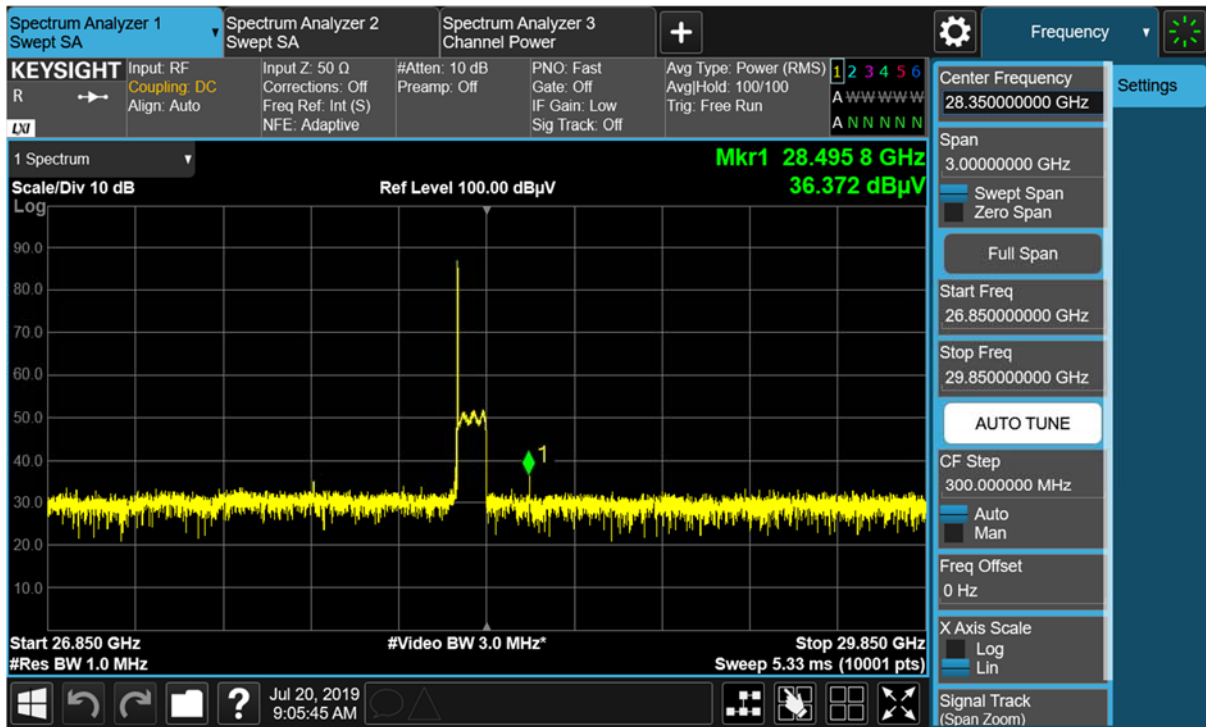 Spectrum Analyzer 1
Swept SA
Spectrum Analyzer 2
Swept SA
Spectrum Analyzer 3
Channel Power
+
Frequency
KEYSIGHT
R
LXI
Input: RF
Coupling: DC
Align: Auto
Input Z: 50 Ω
Corrections: Off
Freq Ref: Int (S)
NFE: Adaptive
#Atten: 10 dB
Preamp: Off
PNO: Fast
Gate: Off
IF Gain: Low
Sig Track: Off
Avg Type: Power (RMS)
Avg|Hold: 100/100
Trig: Free Run
1 2 3 4 5 6
A W W W W W
A N N N N N
1 Spectrum
Scale/Div 10 dB
Log
Ref Level 100.00 dBµV
Mkr1 28.495 8 GHz
36.372 dBµV
90.0
80.0
70.0
60.0
50.0
40.0
30.0
20.0
10.0
1
Start 26.850 GHz
#Res BW 1.0 MHz
#Video BW 3.0 MHz*
Stop 29.850 GHz
Sweep 5.33 ms (10001 pts)
Center Frequency
28.350000000 GHz
Settings
Span
3.00000000 GHz
Swept Span
Zero Span
Full Span
Start Freq
26.850000000 GHz
Stop Freq
29.850000000 GHz
AUTO TUNE
CF Step
300.000000 MHz
Auto
Man
Freq Offset
0 Hz
X Axis Scale
Log
Lin
Signal Track
(Span Zoom)
?
Jul 20, 2019
9:05:45 AM